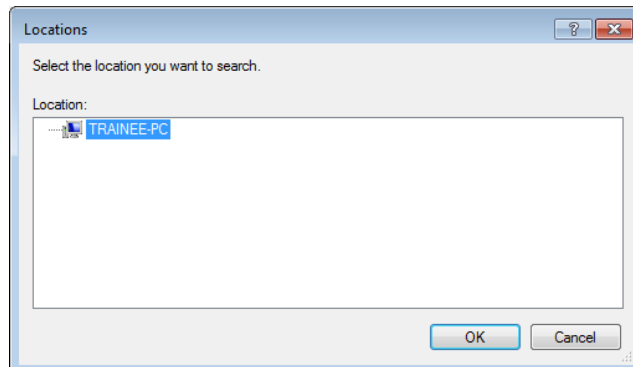 Locations
Select the location you want to search.
Location:
TRAINEE-PC
OK
Cancel